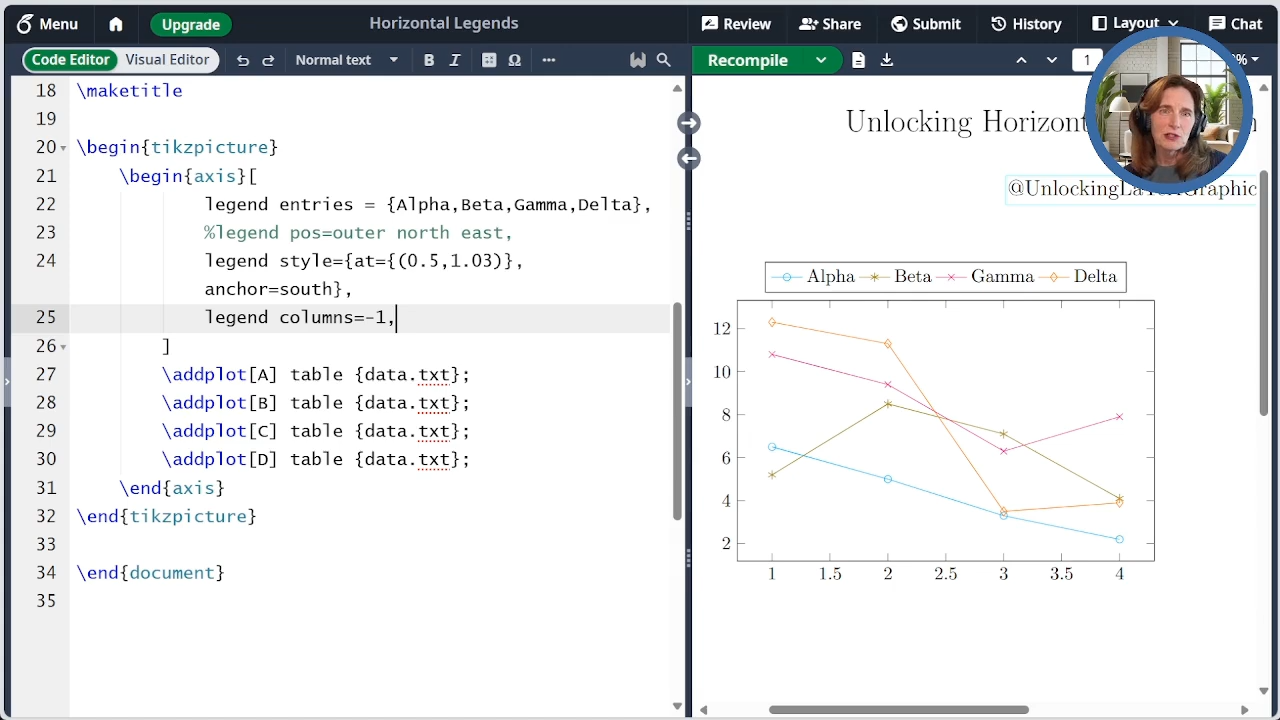 Menu
Upgrade
Horizontal Legends
Review
Share
Submit
History
Layout
Chat
Code Editor
Visual Editor
Normal text
B
I
Ω
Recompile
1
%
18 \maketitle
19
20 \begin{tikzpicture}
21 \begin{axis}[
22 legend entries = {Alpha,Beta,Gamma,Delta},
23 %legend pos=outer north east,
24 legend style={at={(0.5,1.03)},
anchor=south},
25 legend columns=-1,
26 ]
27 \addplot[A] table {data.txt};
28 \addplot[B] table {data.txt};
29 \addplot[C] table {data.txt};
30 \addplot[D] table {data.txt};
31 \end{axis}
32 \end{tikzpicture}
33
34 \end{document}
35
Unlocking
Alpha Beta Gamma Delta
12
10
8
6
4
2
1 1.5 2 2.5 3 3.5 4